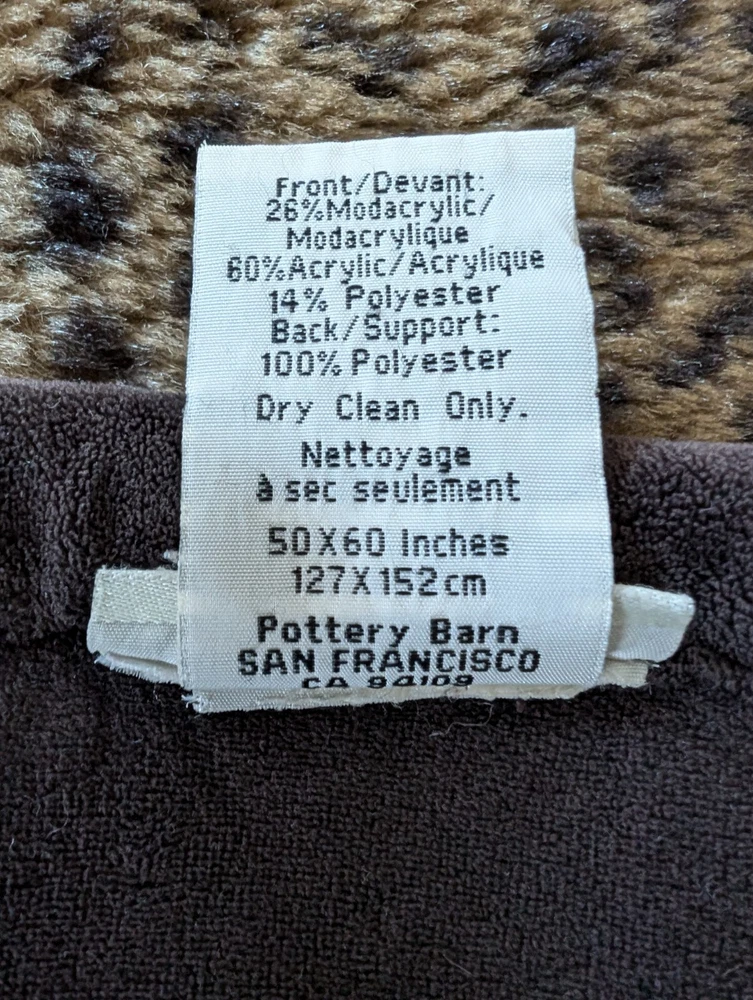 Front/Devant:
26%Modacrylic/
Modacrylique
60%Acrylic/Acrylique
14% Polyester
Back/Support:
100% Polyester
Dry Clean Only.
Nettoyage
à sec seulement
50X60 Inches
127X152cm
Pottery Barn
SAN FRANCISCO
CA 94109